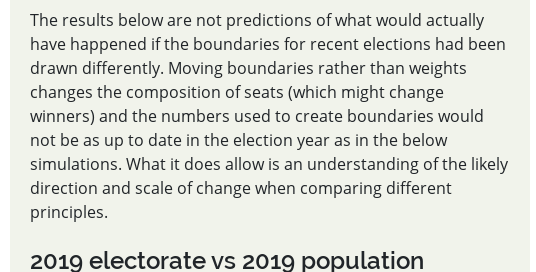 The results below are not predictions of what would actually
have happened if the boundaries for recent elections had been
drawn differently. Moving boundaries rather than weights
changes the composition of seats (which might change
winners) and the numbers used to create boundaries would
not be as up to date in the election year as in the below
simulations. What it does allow is an understanding of the likely
direction and scale of change when comparing different
principles.
2019 electorate vs 2019 population